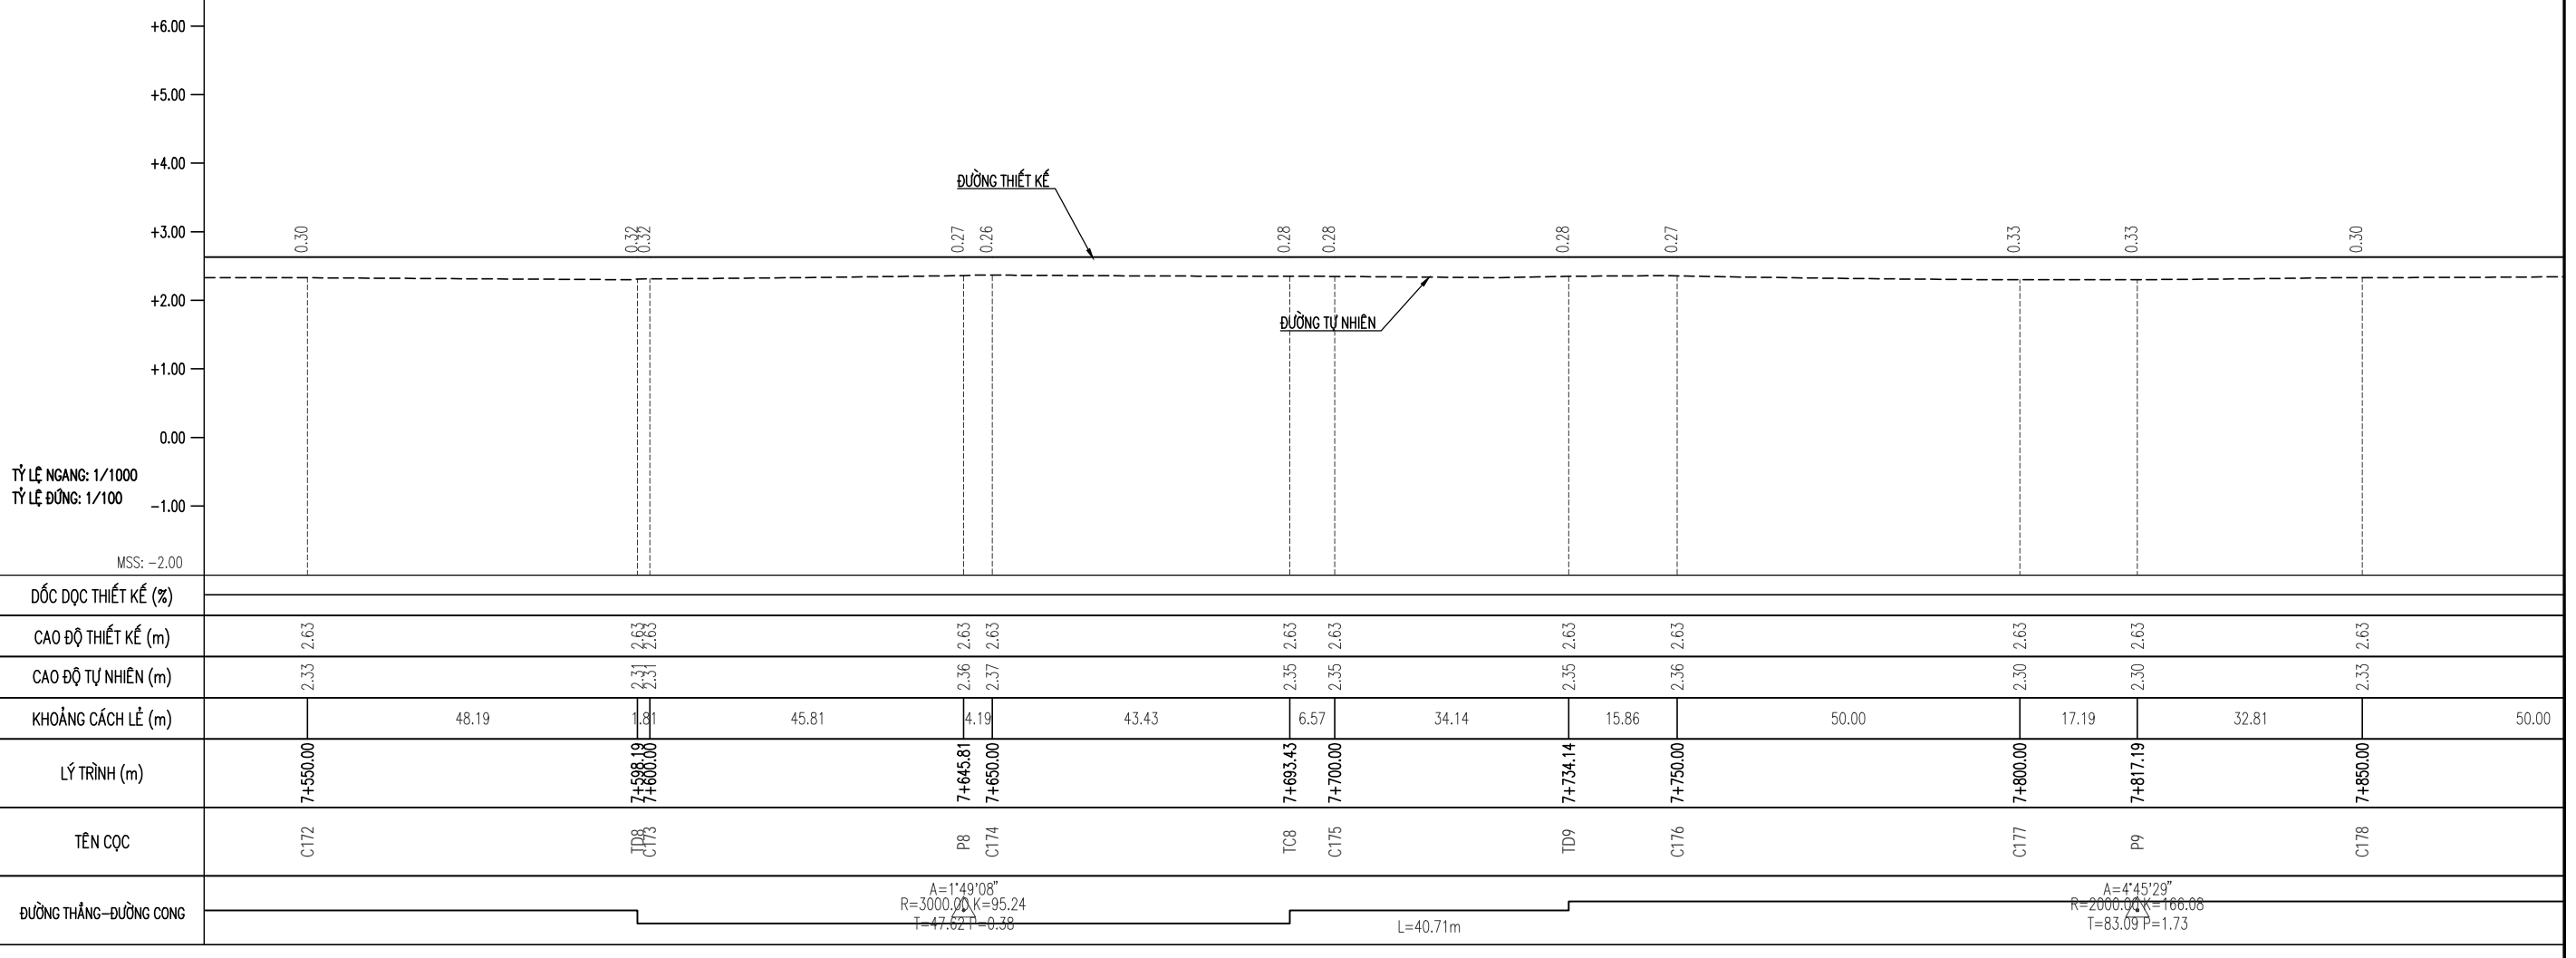 +6.00
+5.00
+4.00
+3.00
+2.00
+1.00
0.00
-1.00
TỶ LỆ NGANG: 1/1000
TỶ LỆ ĐỨNG: 1/100
MSS: -2.00
ĐƯỜNG THIẾT KẾ
0.30 0.32 0.32 0.27 0.26 0.28 0.28 0.28 0.27 0.33 0.33 0.30
ĐƯỜNG TỰ NHIÊN
DỐC DỌC THIẾT KẾ (%)
CAO ĐỘ THIẾT KẾ (m) 2.63 2.63 2.63 2.63 2.63 2.63 2.63 2.63 2.63 2.63 2.63 2.63
CAO ĐỘ TỰ NHIÊN (m) 2.33 2.31 2.31 2.36 2.37 2.35 2.35 2.35 2.36 2.30 2.30 2.33
KHOẢNG CÁCH LẺ (m) 48.19 1.81 45.81 4.19 43.43 6.57 34.14 15.86 50.00 17.19 32.81 50.00
LÝ TRÌNH (m) 7+550.00 7+598.19 7+600.00 7+645.81 7+650.00 7+693.43 7+700.00 7+734.14 7+750.00 7+800.00 7+817.19 7+850.00
TÊN CỌC C172 TD8 C173 P8 C174 TC8 C175 TD9 C176 C177 P9 C178
ĐƯỜNG THẲNG-ĐƯỜNG CONG
A=1°49'08"
R=3000.00 K=95.24
T=47.62 P=0.38
L=40.71m
A=4°45'29"
R=2000.00 K=166.08
T=83.09 P=1.73